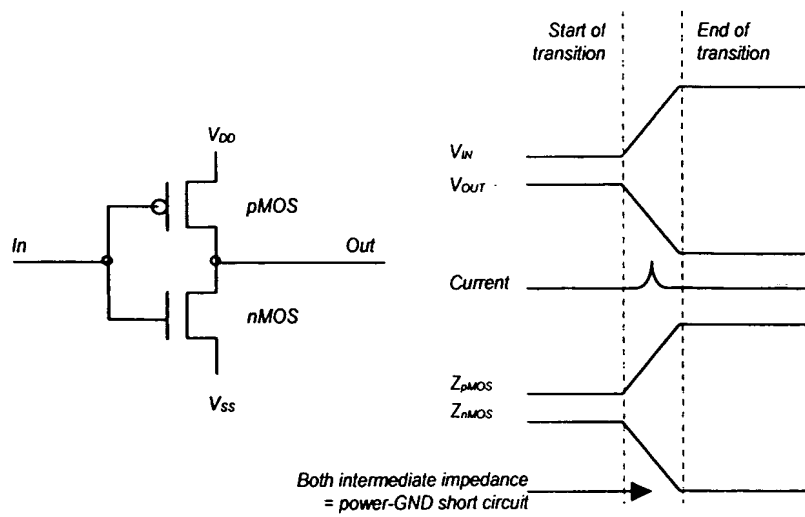 Start of
transition
End of
transition
VDD
pMOS
In
Out
nMOS
VSS
VIN
VOUT
Current
ZpMOS
ZnMOS
Both intermediate impedance
= power-GND short circuit